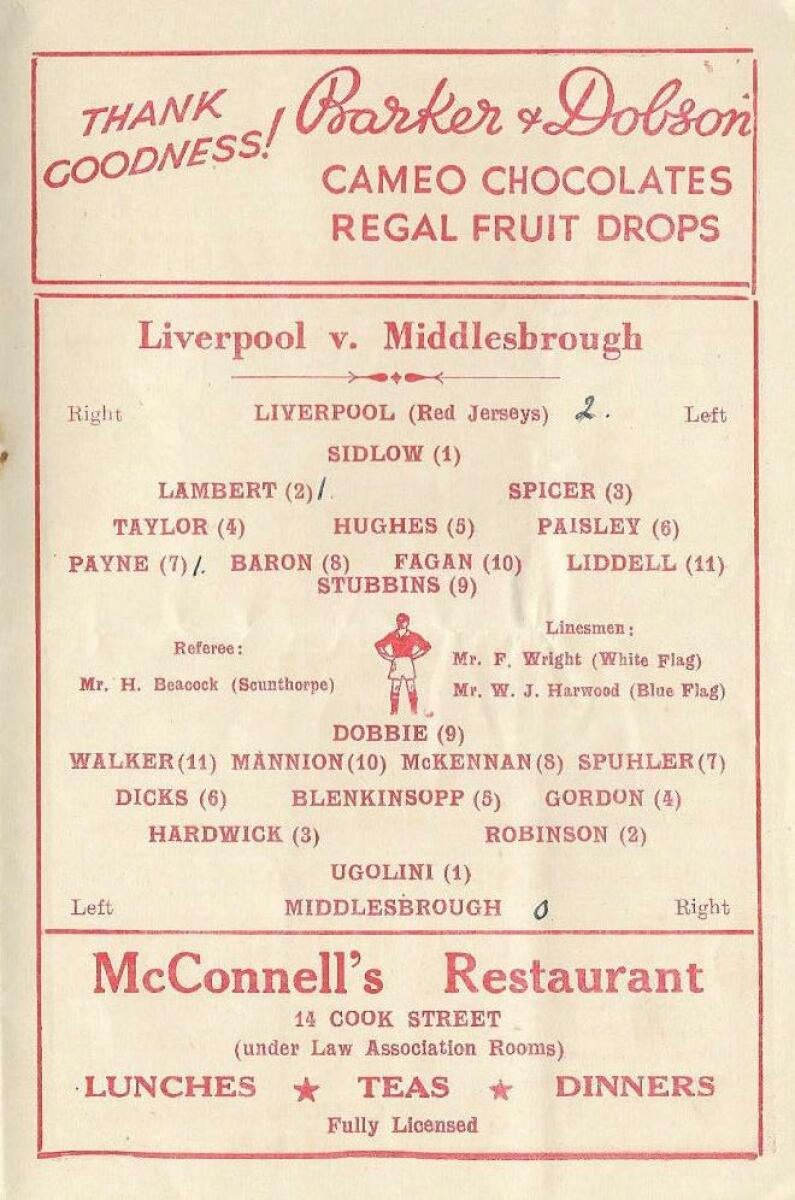 THANK GOODNESS!
Barker & Dobson
CAMEO CHOCOLATES
REGAL FRUIT DROPS
Liverpool v. Middlesbrough
Right LIVERPOOL (Red Jerseys) 2. Left
SIDLOW (1)
LAMBERT (2)/. SPICER (3)
TAYLOR (4) HUGHES (5) PAISLEY (6)
PAYNE (7)/. BARON (8) FAGAN (10) LIDDELL (11)
STUBBINS (9)
Referee:
Mr. H. Beacock (Scunthorpe)
Linesmen:
Mr. F. Wright (White Flag)
Mr. W. J. Harwood (Blue Flag)
DOBBIE (9)
WALKER (11) MANNION (10) McKENNAN (8) SPUHLER (7)
DICKS (6) BLENKINSOPP (5) GORDON (4)
HARDWICK (3) ROBINSON (2)
UGOLINI (1)
Left MIDDLESBROUGH 0 Right
McConnell's Restaurant
14 COOK STREET
(under Law Association Rooms)
LUNCHES ★ TEAS ★ DINNERS
Fully Licensed